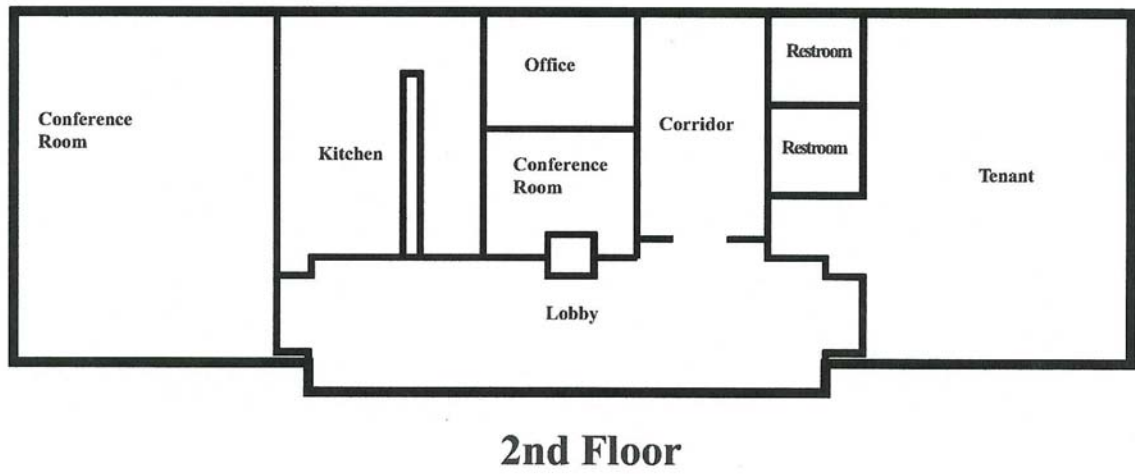 Conference
Room
Kitchen
Office
Conference
Room
Corridor
Restroom
Restroom
Tenant
Lobby
2nd Floor